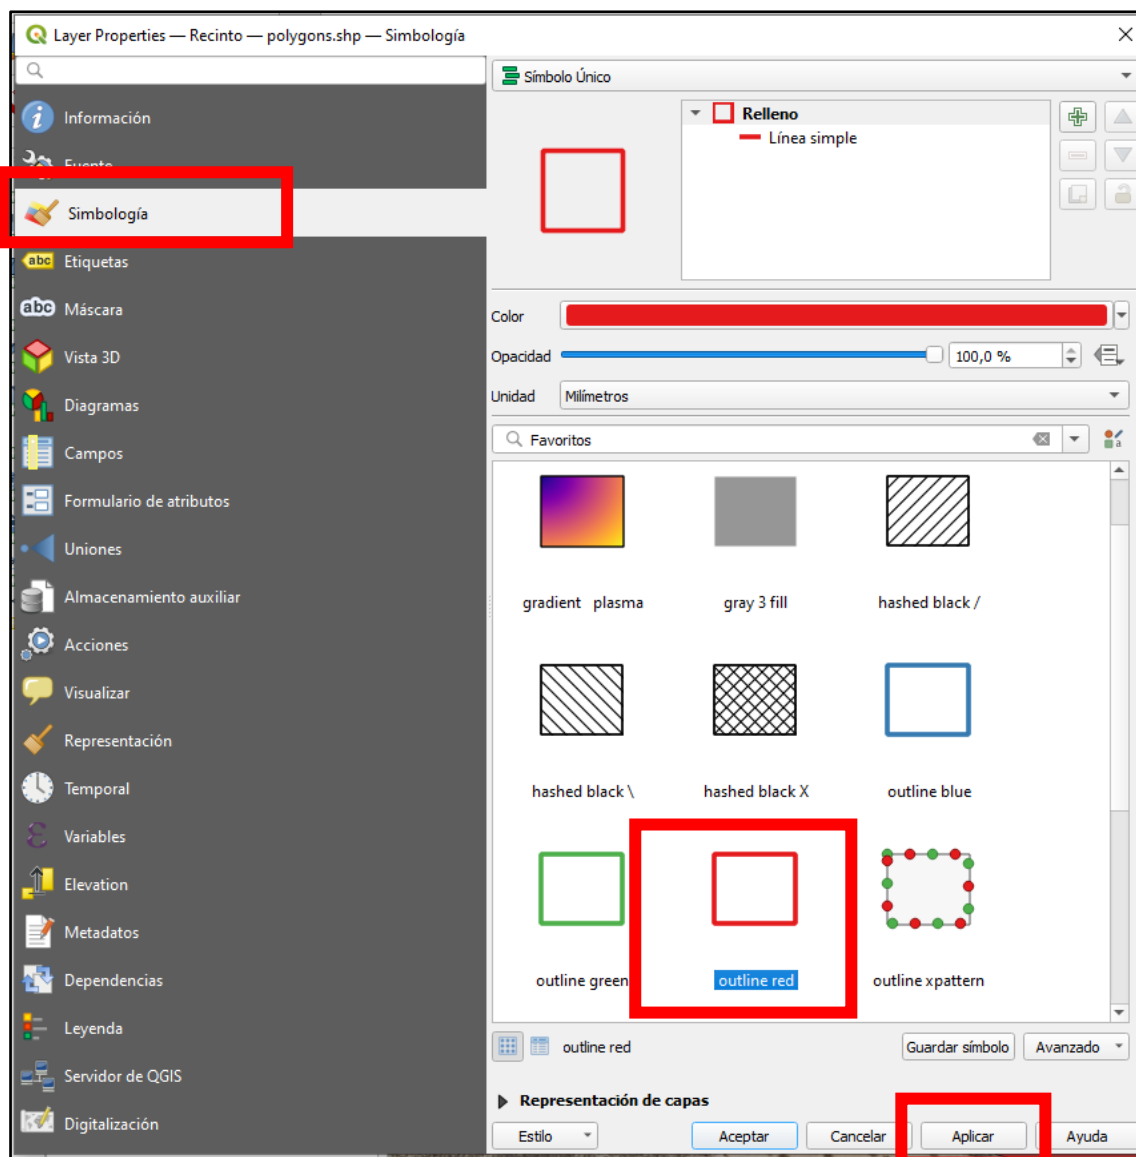 Layer Properties — Recinto — polygons.shp — Simbología
Información
Fuente
Simbología
abc Etiquetas
abc Máscara
Vista 3D
Diagramas
Campos
Formulario de atributos
Uniones
Almacenamiento auxiliar
Acciones
Visualizar
Representación
Temporal
Variables
Elevation
Metadatos
Dependencias
Leyenda
Servidor de QGIS
Digitalización
Símbolo Único
Relleno
Línea simple
Color
Opacidad 100,0 %
Unidad Milímetros
Favoritos
gradient plasma gray 3 fill hashed black /
hashed black \ hashed black X outline blue
outline green outline red outline xpattern
outline red Guardar símbolo Avanzado
Representación de capas
Estilo Aceptar Cancelar Aplicar Ayuda